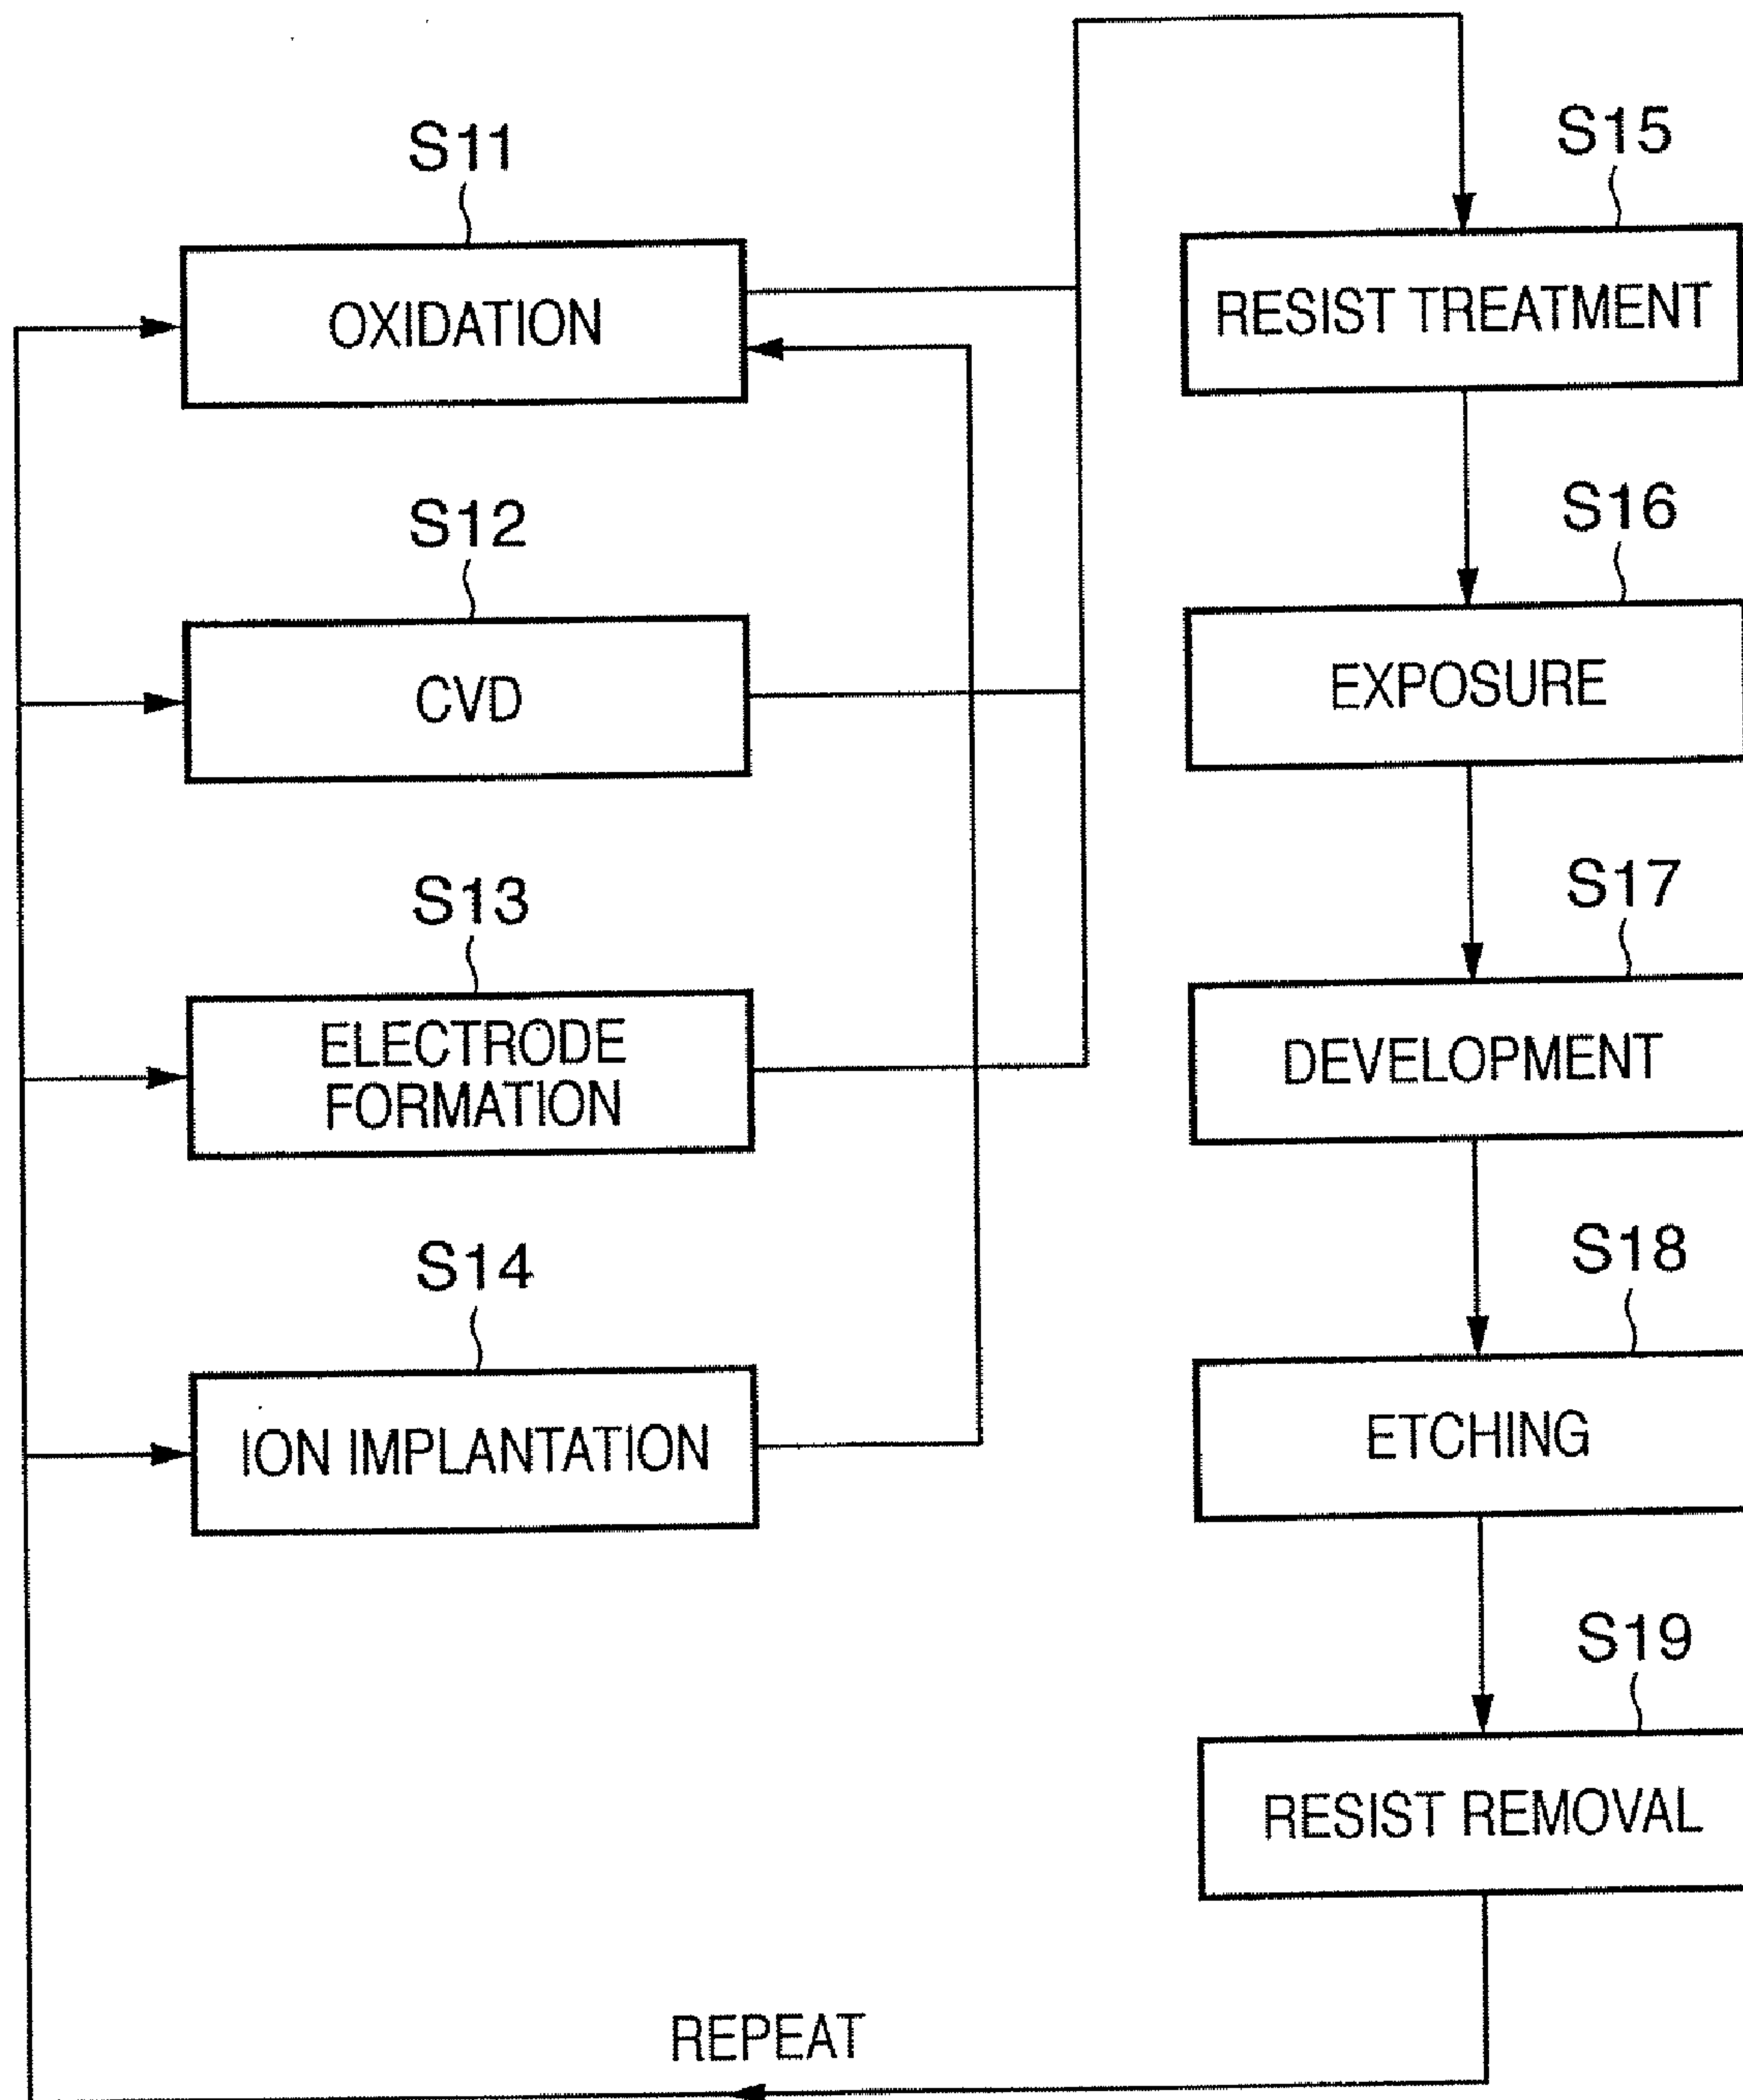 S11
OXIDATION
S12
CVD
S13
ELECTRODE
FORMATION
S14
ION IMPLANTATION
S15
RESIST TREATMENT
S16
EXPOSURE
S17
DEVELOPMENT
S18
ETCHING
S19
RESIST REMOVAL
REPEAT